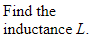 Find the
inductance L.